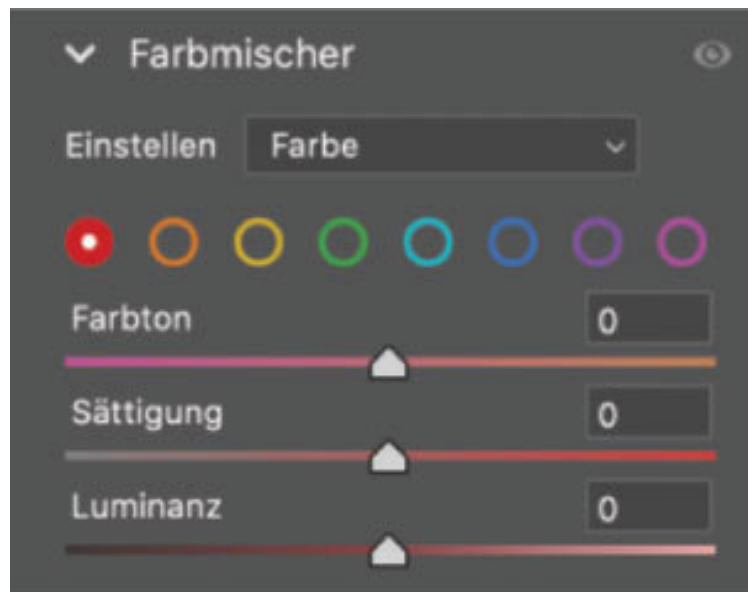 Farbmischer
Einstellen Farbe
Farbton 0
Sättigung 0
Luminanz 0